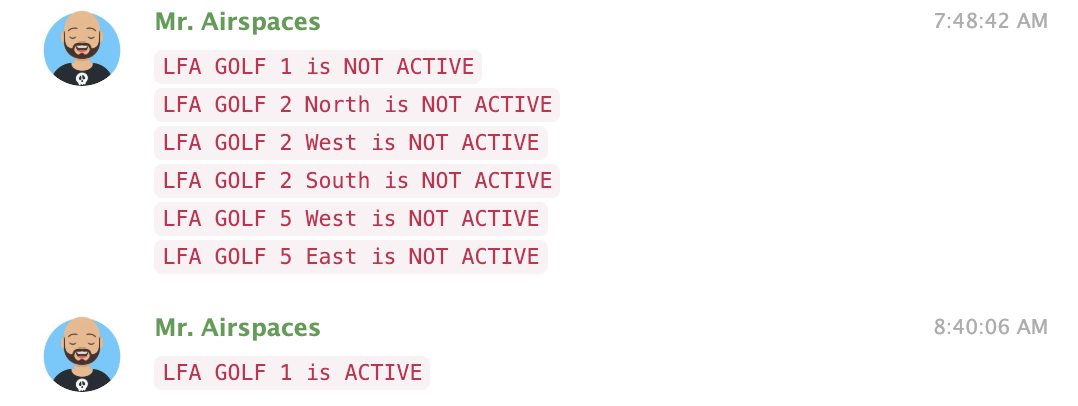 Mr. Airspaces 7:48:42 AM
LFA GOLF 1 is NOT ACTIVE
LFA GOLF 2 North is NOT ACTIVE
LFA GOLF 2 West is NOT ACTIVE
LFA GOLF 2 South is NOT ACTIVE
LFA GOLF 5 West is NOT ACTIVE
LFA GOLF 5 East is NOT ACTIVE
Mr. Airspaces 8:40:06 AM
LFA GOLF 1 is ACTIVE